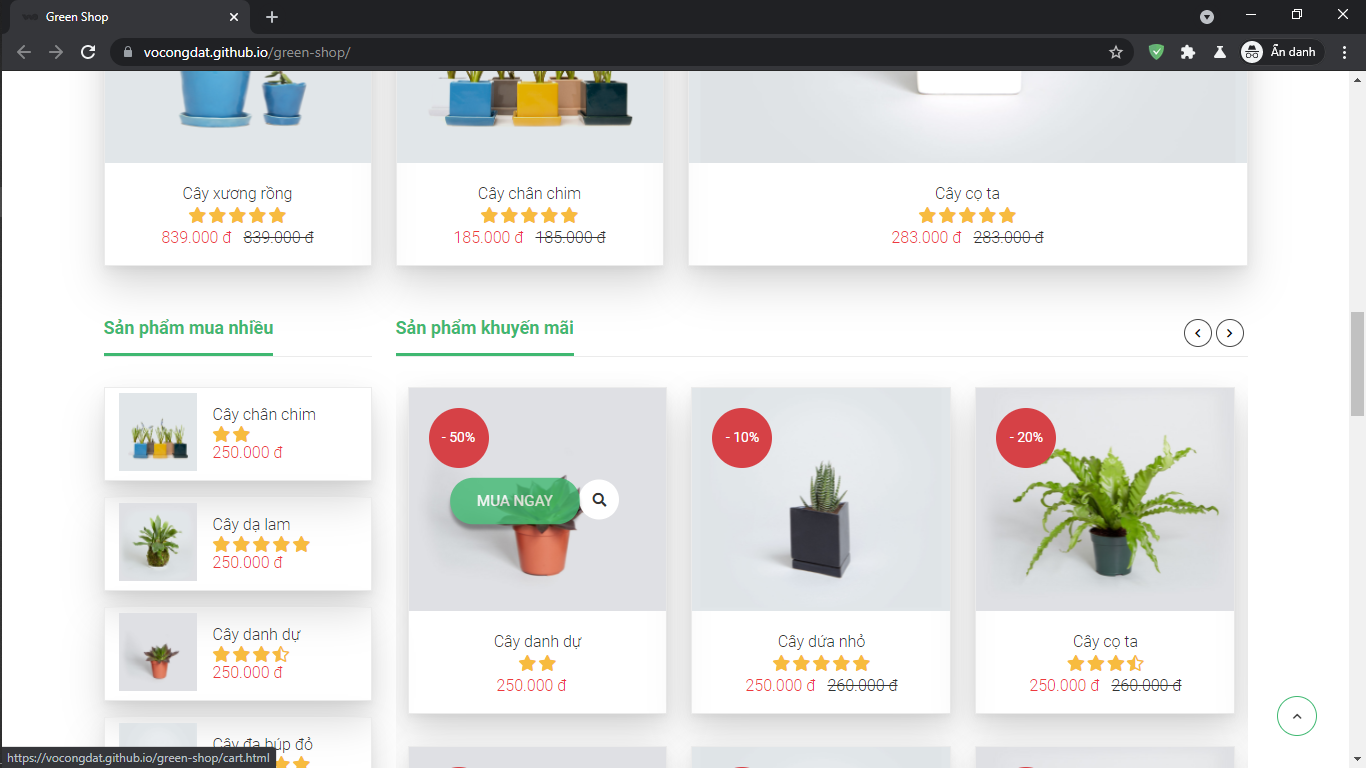 Green Shop
vocongdat.github.io/green-shop/
Ẩn danh
Cây xương rồng
839.000 đ 839.000 đ
Cây chân chim
185.000 đ 185.000 đ
Cây cọ ta
283.000 đ 283.000 đ
Sản phẩm mua nhiều
Cây chân chim
250.000 đ
Cây dạ lam
250.000 đ
Cây danh dự
250.000 đ
Cây đa búp đỏ
Sản phẩm khuyến mãi
- 50%
MUA NGAY
Cây danh dự
250.000 đ
- 10%
Cây dứa nhỏ
250.000 đ 260.000 đ
- 20%
Cây cọ ta
250.000 đ 260.000 đ
https://vocongdat.github.io/green-shop/cart.html